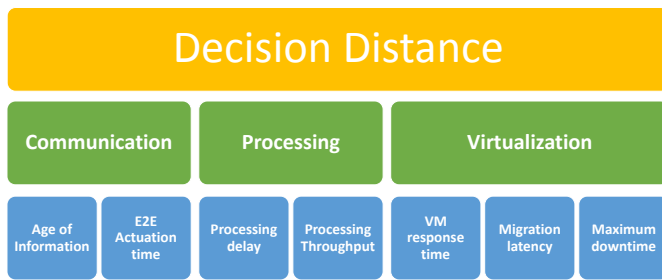 Decision Distance
Communication
Processing
Virtualization
Age of
Information
E2E
Actuation
time
Processing
delay
Processing
Throughput
VM
response
time
Migration
latency
Maximum
downtime